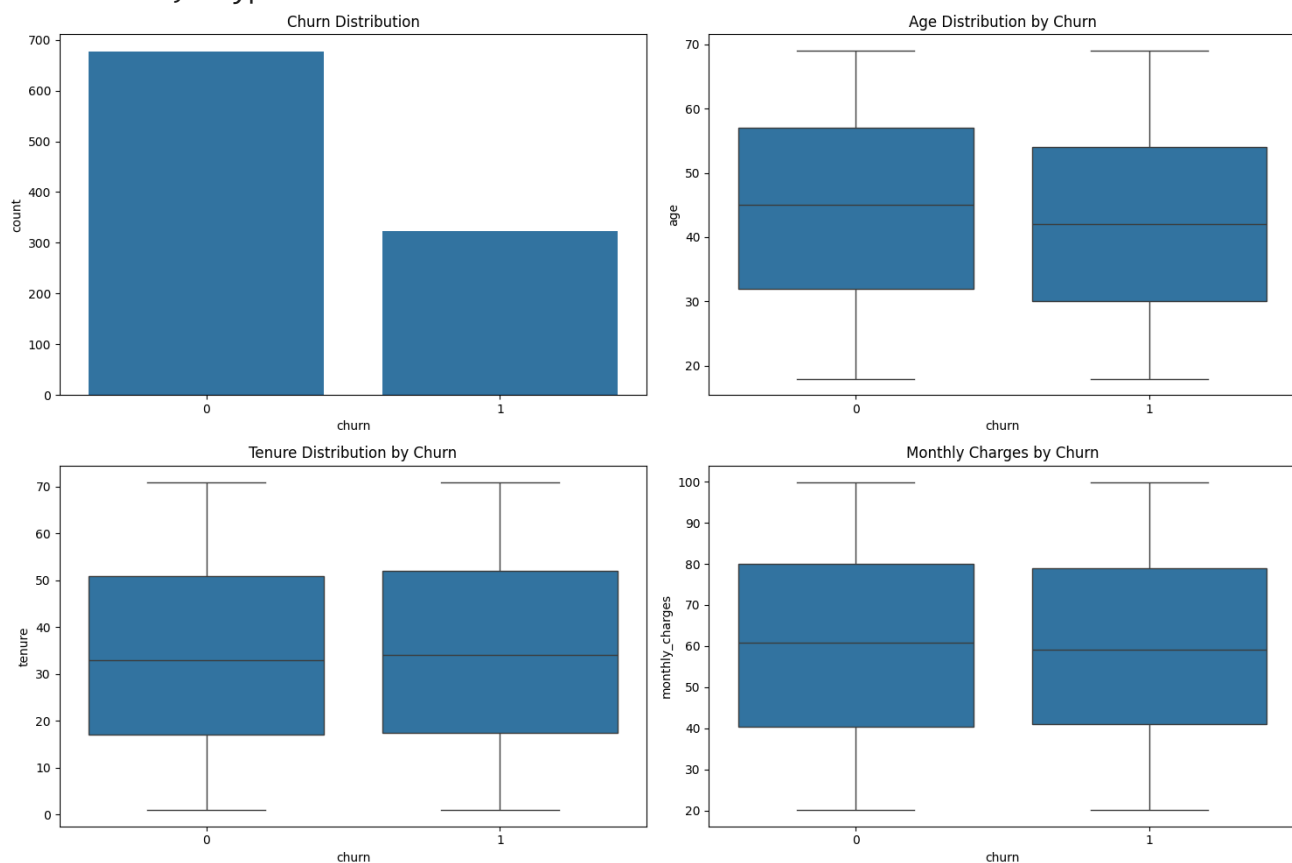 Churn Distribution
700
600
500
400
300
200
100
0
count
0 1
churn
Age Distribution by Churn
70
60
50
40
30
20
age
0 1
churn
Tenure Distribution by Churn
70
60
50
40
30
20
10
0
tenure
0 1
churn
Monthly Charges by Churn
100
90
80
70
60
50
40
30
20
monthly_charges
0 1
churn